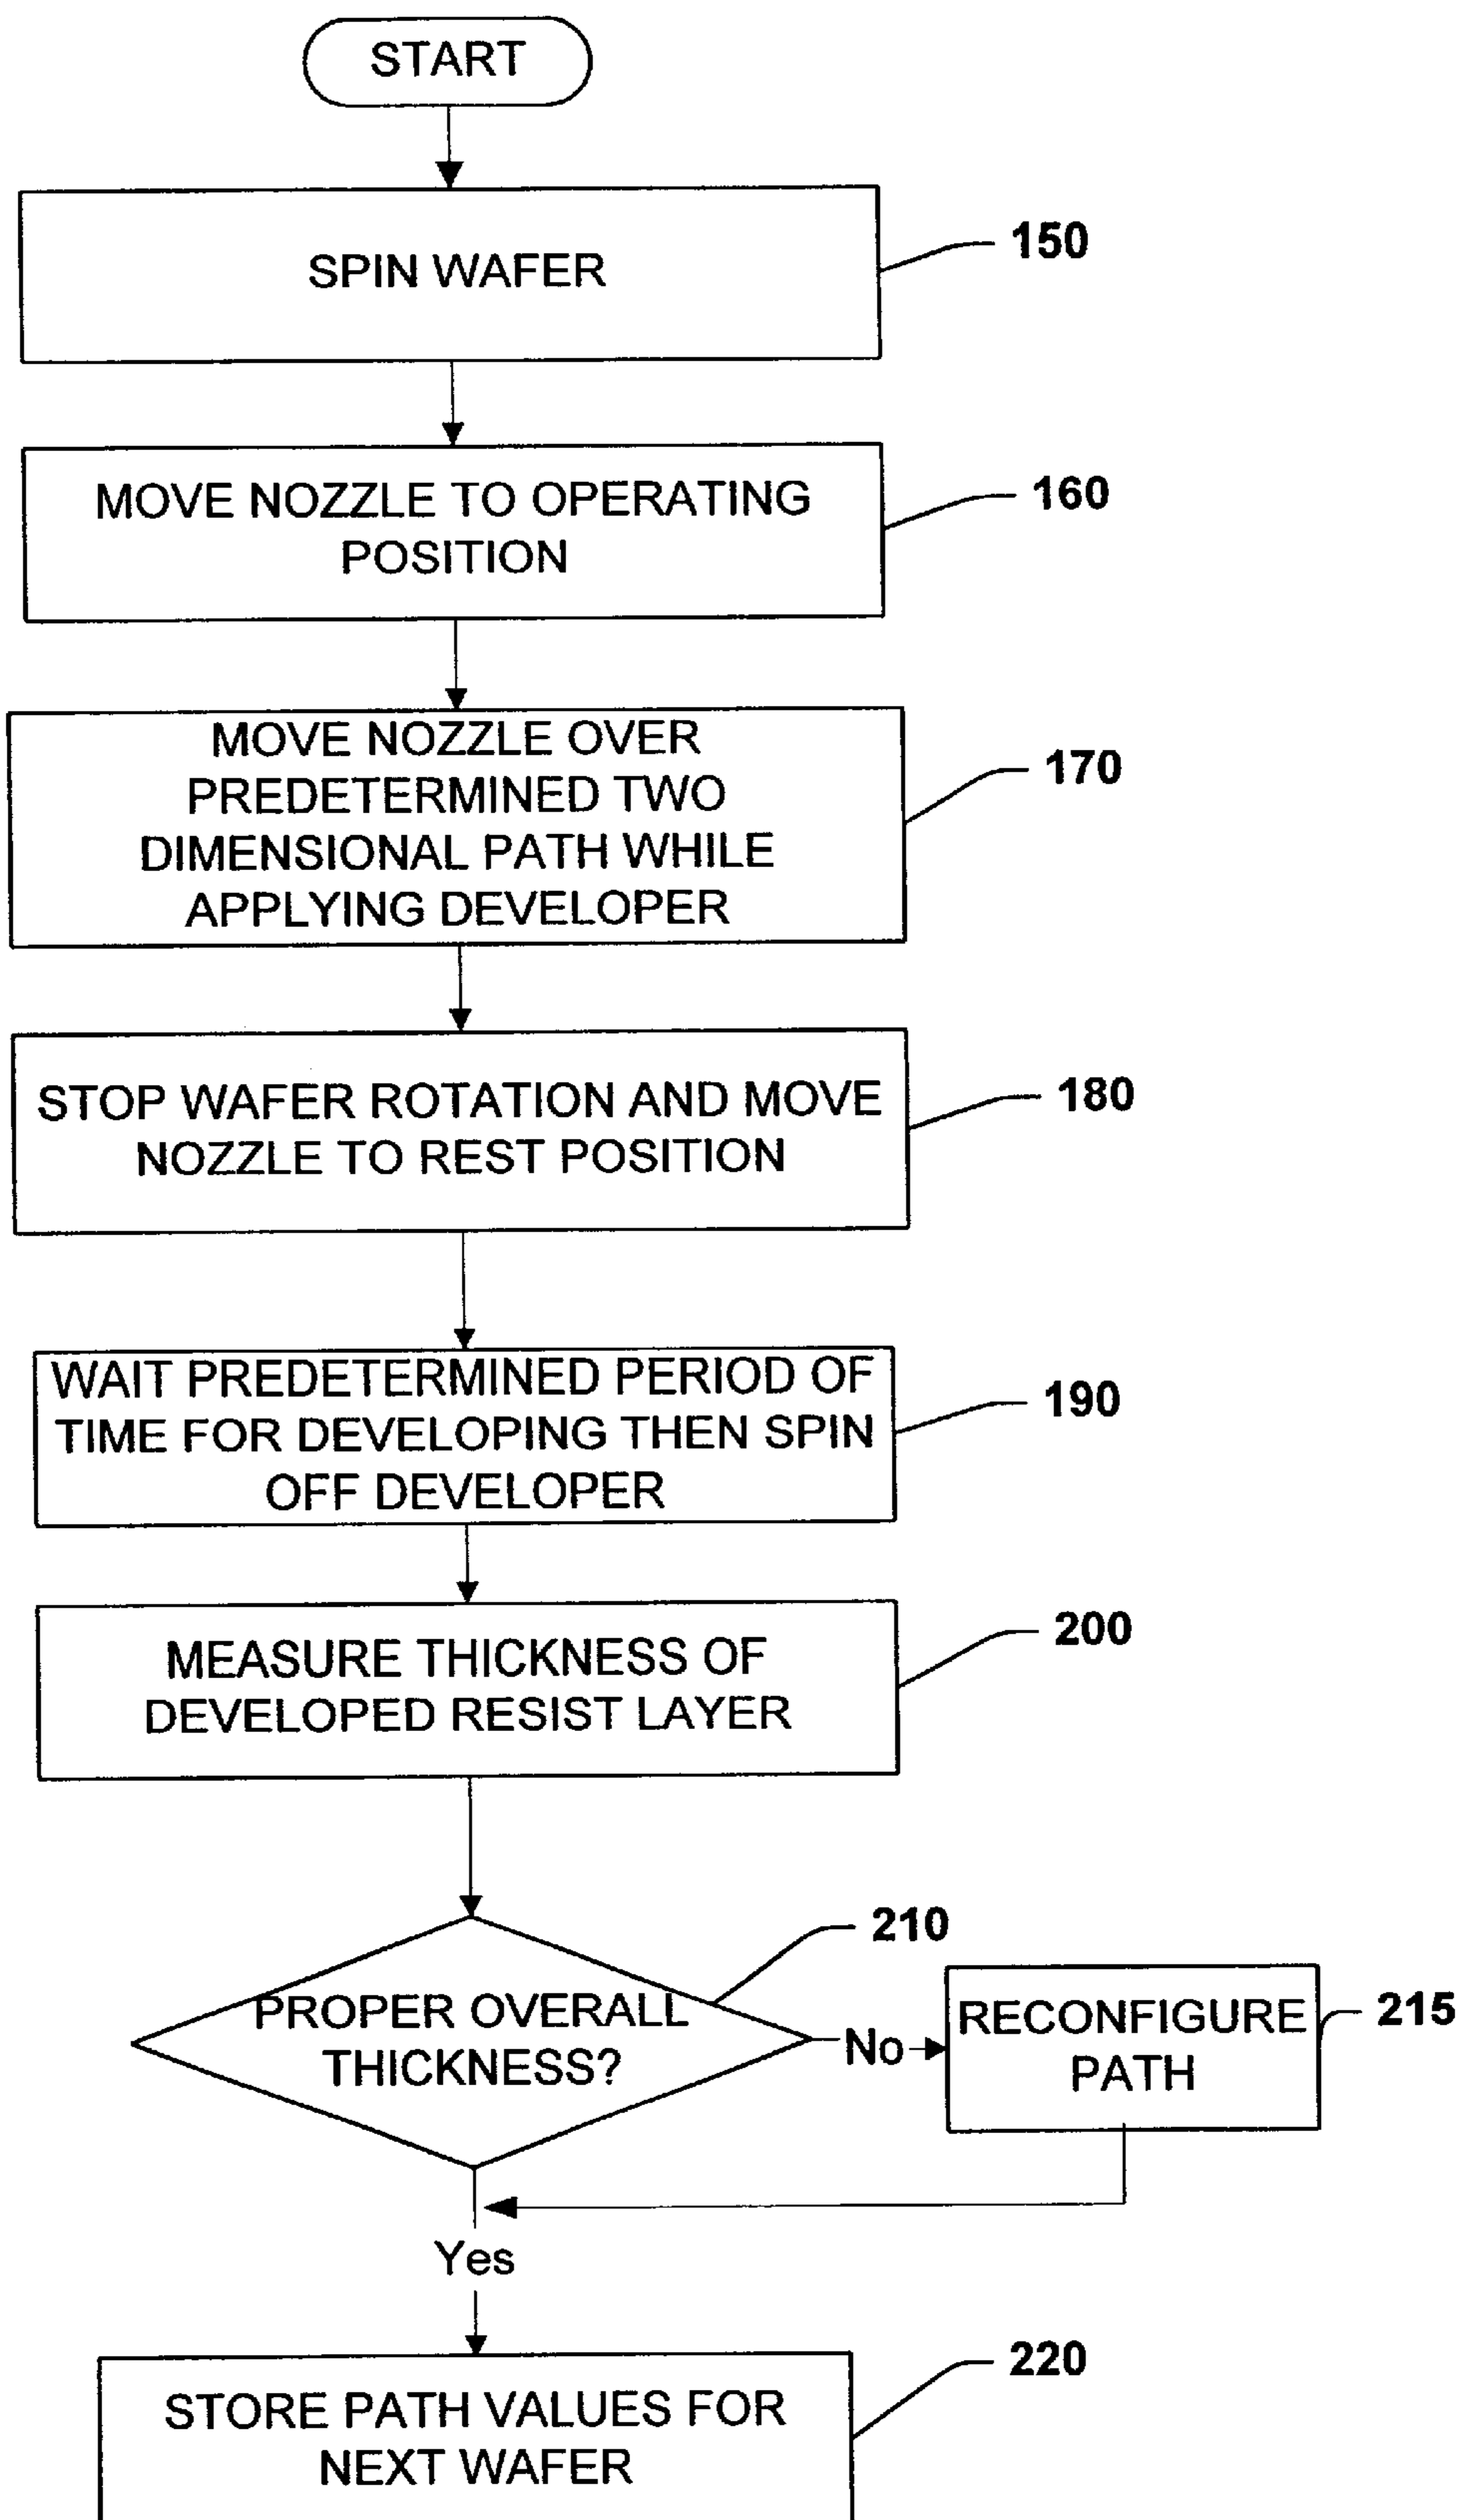 START
SPIN WAFER
150
MOVE NOZZLE TO OPERATING
POSITION
160
MOVE NOZZLE OVER
PREDETERMINED TWO
DIMENSIONAL PATH WHILE
APPLYING DEVELOPER
170
STOP WAFER ROTATION AND MOVE
NOZZLE TO REST POSITION
180
WAIT PREDETERMINED PERIOD OF
TIME FOR DEVELOPING THEN SPIN
OFF DEVELOPER
190
MEASURE THICKNESS OF
DEVELOPED RESIST LAYER
200
PROPER OVERALL
THICKNESS?
210
No
RECONFIGURE
PATH
215
Yes
STORE PATH VALUES FOR
NEXT WAFER
220